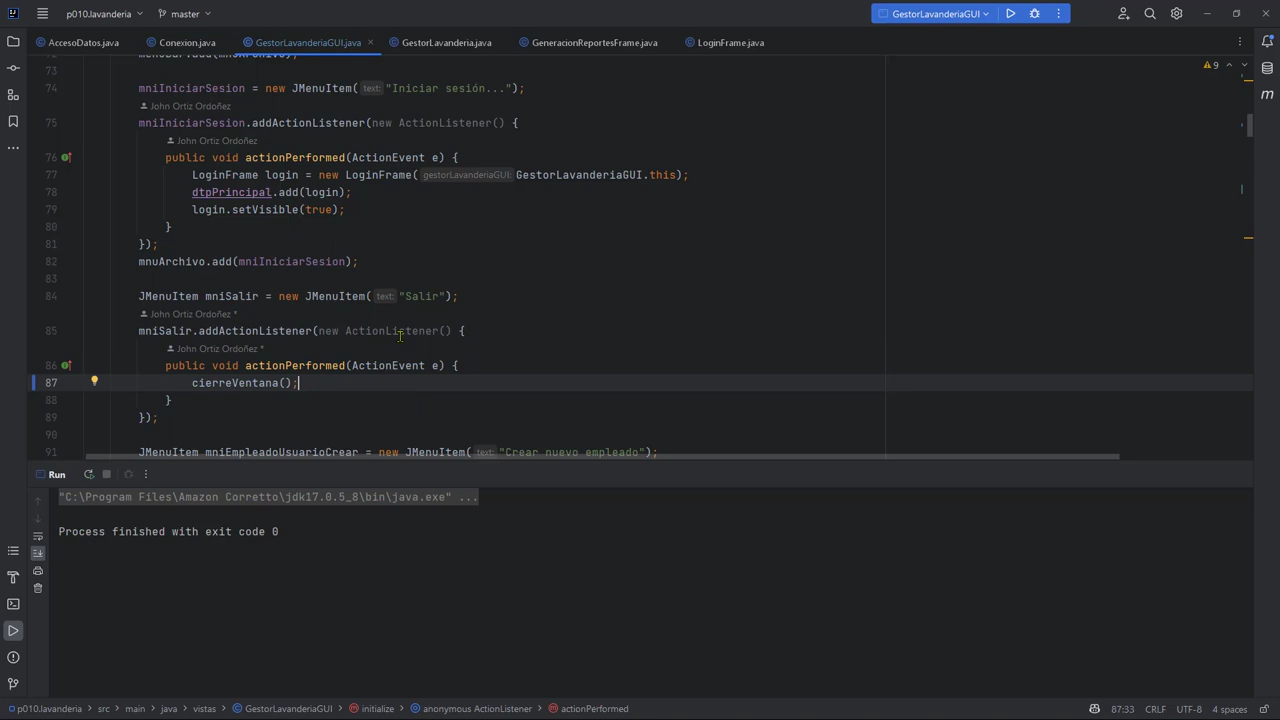 p010.lavanderia
master
GestorLavanderiaGUI
AccesoDatos.java
Conexion.java
GestorLavanderiaGUI.java
GestorLavanderia.java
GeneracionReportesFrame.java
LoginFrame.java
9
73
74 mniIniciarSesion = new JMenuItem( text: "Iniciar sesión...");
John Ortiz Ordoñez
75 mniIniciarSesion.addActionListener(new ActionListener() {
John Ortiz Ordoñez
76 public void actionPerformed(ActionEvent e) {
77 LoginFrame login = new LoginFrame( gestorLavanderiaGUI: GestorLavanderiaGUI.this);
78 dtpPrincipal.add(login);
79 login.setVisible(true);
80 }
81 });
82 mnuArchivo.add(mniIniciarSesion);
83
84 JMenuItem mniSalir = new JMenuItem( text: "Salir");
John Ortiz Ordoñez *
85 mniSalir.addActionListener(new ActionListener() {
John Ortiz Ordoñez *
86 public void actionPerformed(ActionEvent e) {
87 cierreVentana();
88 }
89 });
90
91 JMenuItem mniEmpleadoUsuarioCrear = new JMenuItem( text: "Crear nuevo empleado");
Run
"C:\Program Files\Amazon Corretto\jdk17.0.5_8\bin\java.exe" ...
Process finished with exit code 0
p010.lavanderia > src > main > java > vistas > GestorLavanderiaGUI > initialize > anonymous ActionListener > actionPerformed
87:33 CRLF UTF-8 4 spaces